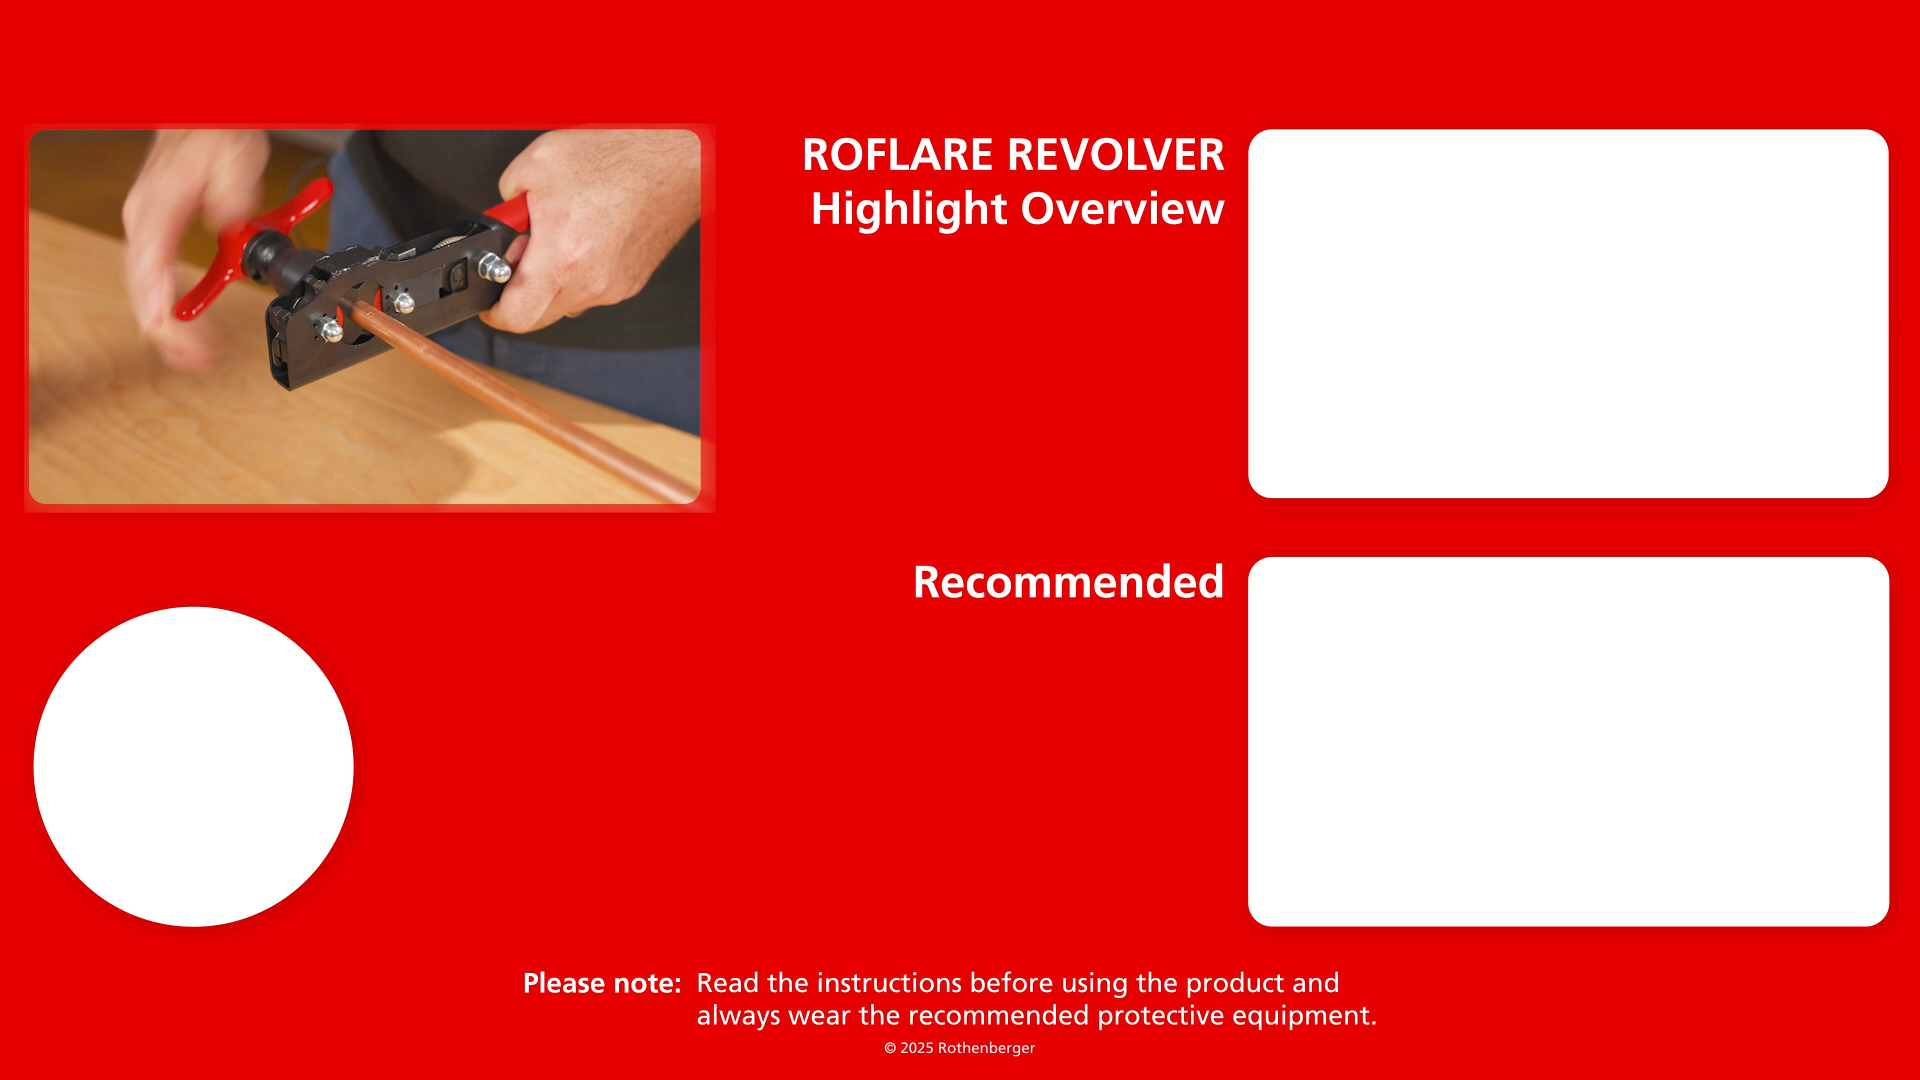 ROFLARE REVOLVER
Highlight Overview
Recommended
Please note: Read the instructions before using the product and
always wear the recommended protective equipment.
© 2025 Rothenberger